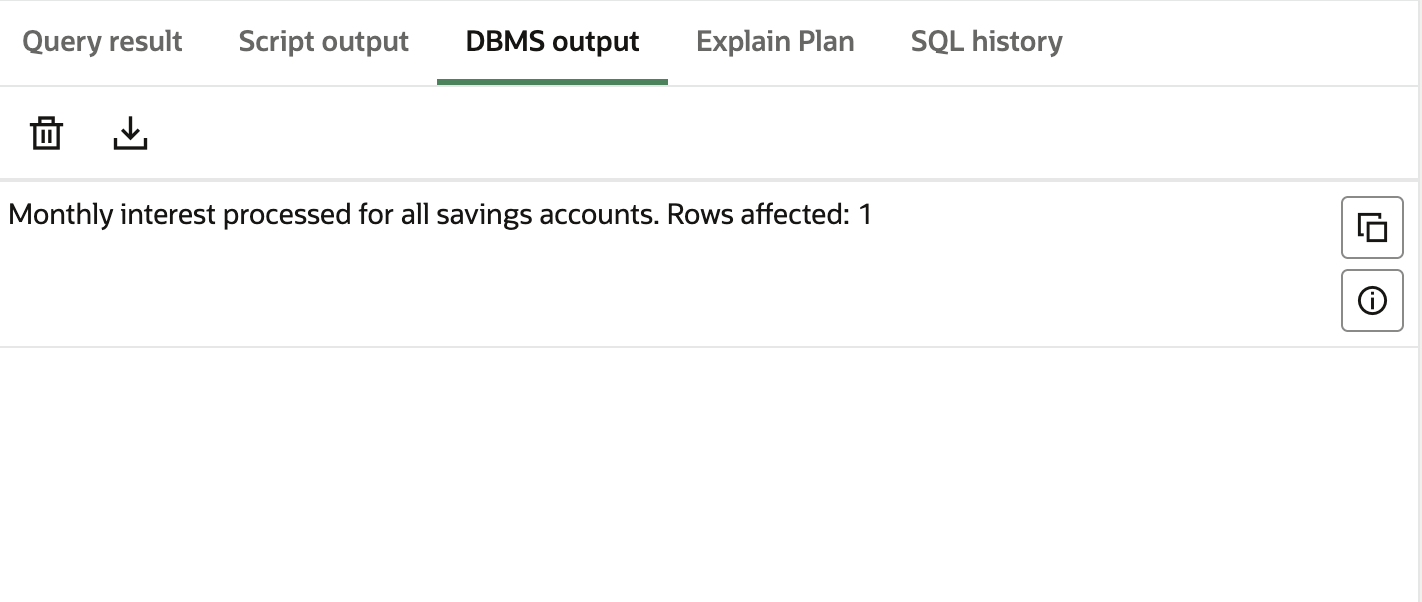 Query result Script output DBMS output Explain Plan SQL history
Monthly interest processed for all savings accounts. Rows affected: 1